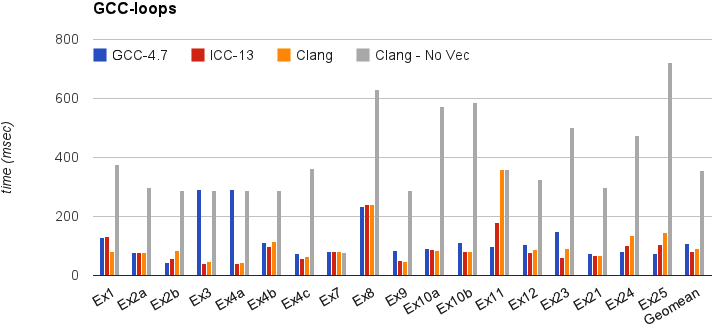 GCC-loops
800
GCC-4.7 ICC-13 Clang Clang - No Vec
600
400
200
0
time (msec)
Ex1 Ex2a Ex2b Ex3 Ex4a Ex4b Ex4c Ex7 Ex8 Ex9 Ex10a Ex10b Ex11 Ex12 Ex23 Ex21 Ex24 Ex25 Geomean